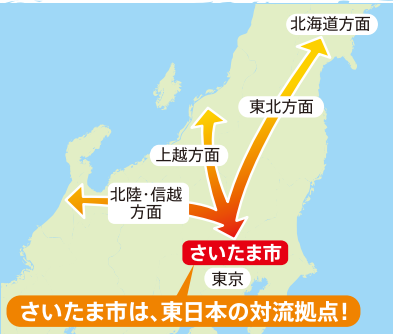 北海道方面
東北方面
上越方面
北陸・信越
方面
さいたま市
東京
さいたま市は、東日本の対流拠点!